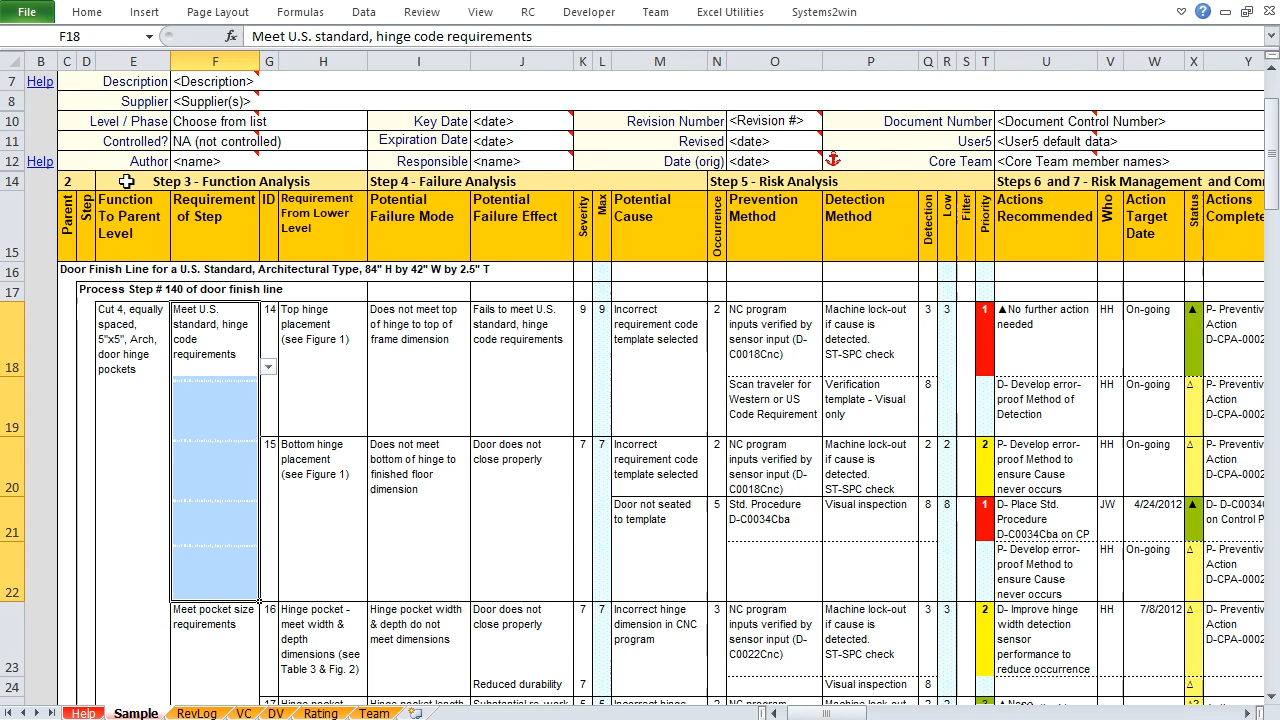 File Home Insert Page Layout Formulas Data Review View RC Developer Team Excel Utilities Systems2win
F18 fx Meet U.S. standard, hinge code requirements
B C D E F G H I J K L M N O P Q R S T U V W X Y
7 Help Description <Description>
8 Supplier <Supplier(s)>
10 Level / Phase Choose from list Key Date <date> Revision Number <Revision #> Document Number <Document Control Number>
11 Controlled? NA (not controlled) Expiration Date <date> Revised <date> User5 <User5 default data>
12 Help Author <name> Responsible <name> Date (orig) <date> Core Team <Core Team member names>
14 2 Step 3 - Function Analysis Step 4 - Failure Analysis Step 5 - Risk Analysis Steps 6 and 7 - Risk Management and Com
15
Parent
Step
Function
To Parent
Level
Requirement
of Step
ID
Requirement
From Lower
Level
Potential
Failure Mode
Potential
Failure Effect
Severity
Max
Potential
Cause
Occurrence
Prevention
Method
Detection
Method
Detection
Low
Filter
Priority
Actions
Recommended
Who
Action
Target
Date
Status
Actions
Complete
16 Door Finish Line for a U.S. Standard, Architectural Type, 84" H by 42" W by 2.5" T
17 Process Step # 140 of door finish line
18
Cut 4, equally
spaced,
5"x5", Arch,
door hinge
pockets
Meet U.S.
standard, hinge
code
requirements
14
Top hinge
placement
(see Figure 1)
Does not meet top
of hinge to top of
frame dimension
Fails to meet U.S.
standard, hinge
code requirements
9 9
Incorrect
requirement code
template selected
2
NC program
inputs verified by
sensor input (D-
C0018Cnc)
Machine lock-out
if cause is
detected.
ST-SPC check
3 3 1
▲No further action
needed
HH On-going ▲
P- Preventiv
Action
D-CPA-0002
19
Scan traveler for
Western or US
Code Requirement
Verification
template - Visual
only
8
D- Develop error-
proof Method of
Detection
HH On-going Δ
P- Preventiv
Action
D-CPA-0002
20
15
Bottom hinge
placement
(see Figure 1)
Does not meet
bottom of hinge to
finished floor
dimension
Door does not
close properly
7 7
Incorrect
requirement code
template selected
2
NC program
inputs verified by
sensor input (D-
C0018Cnc)
Machine lock-out
if cause is
detected.
ST-SPC check
2 2 2
P- Develop error-
proof Method to
ensure Cause
never occurs
HH On-going Δ
P- Preventiv
Action
D-CPA-0002
21
Door not seated
to template
5
Std. Procedure
D-C0034Cba
Visual inspection
8 8 1
D- Place Std.
Procedure
D-C0034Cba on CP
JW 4/24/2012 ▲
D- D-C0034
on Control P
22
P- Develop error-
proof Method to
ensure Cause
never occurs
HH On-going Δ
P- Preventiv
Action
D-CPA-0002
23
Meet pocket size
requirements
16
Hinge pocket -
meet width &
depth
dimensions (see
Table 3 & Fig. 2)
Hinge pocket width
& depth do not
meet dimensions
Door does not
close properly
7 7
Incorrect hinge
dimension in CNC
program
3
NC program
inputs verified by
sensor input (D-
C0022Cnc)
Machine lock-out
if cause is
detected.
ST-SPC check
3 3 2
D- Improve hinge
width detection
sensor
performance to
reduce occurrence
HH 7/8/2012 Δ
D- Preventiv
Action
D-CPA-0002
24 Reduced durability 7 Visual inspection 8 Δ
Help Sample RevLog VC DV Rating Team